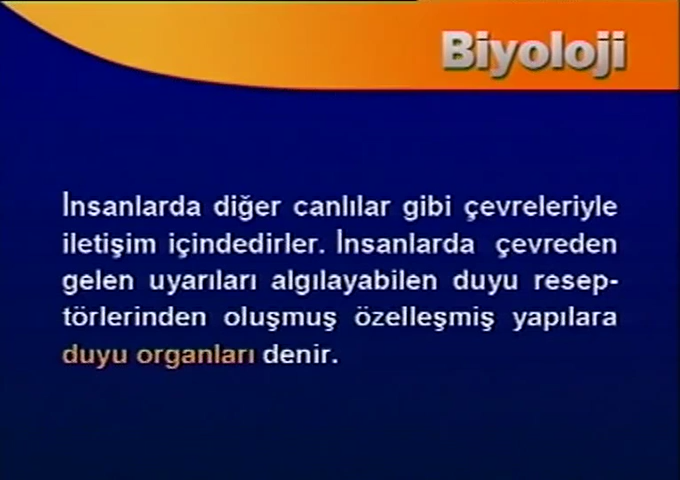 Biyoloji
İnsanlarda diğer canlılar gibi çevreleriyle
iletişim içindedirler. İnsanlarda çevreden
gelen uyarıları algılayabilen duyu resep-
törlerinden oluşmuş özelleşmiş yapılara
duyu organları denir.